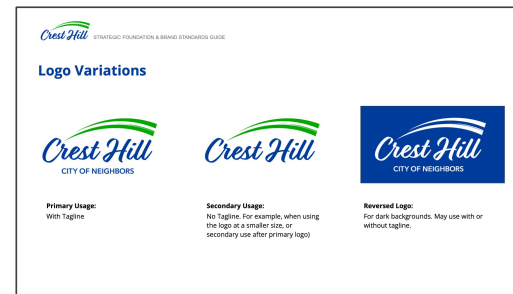 Crest Hill STRATEGIC FOUNDATION & BRAND STANDARDS GUIDE
Logo Variations
Crest Hill
CITY OF NEIGHBORS
Crest Hill
Crest Hill
CITY OF NEIGHBORS
Primary Usage:
With Tagline
Secondary Usage:
No Tagline. For example, when using
the logo at a smaller size, or
secondary use after primary logo)
Reversed Logo:
For dark backgrounds. May use with or
without tagline.